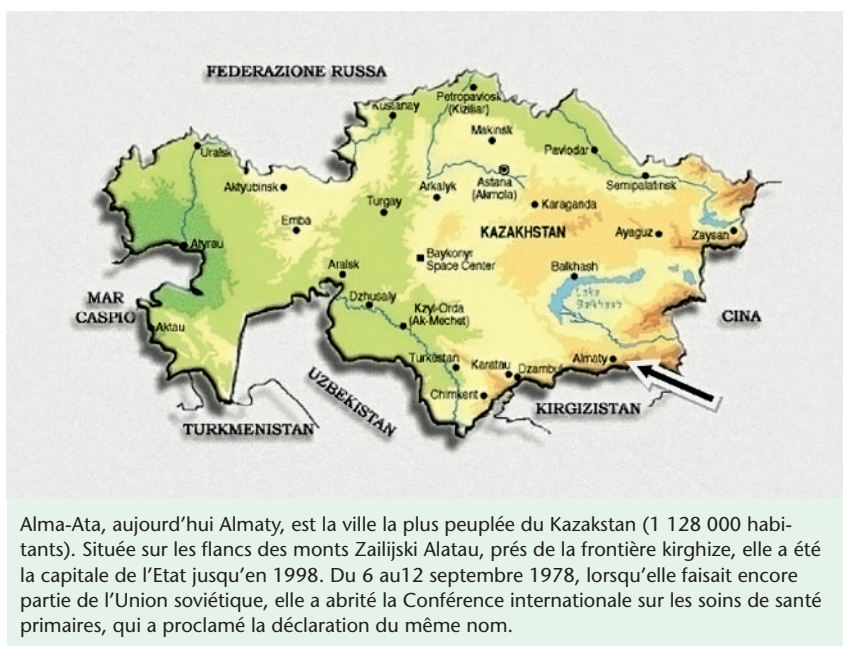 FEDERAZIONE RUSSA
Petropavlosk
(Kiziliar)
Kustanay
Makinsk
Uralsk
Pavlodar
Aktyubinsk
Arkalyk
Astana
(Akmola)
Semipalatinsk
Turgay
Karaganda
Emba
KAZAKHSTAN
Ayaguz
Zaysan
Atyrau
Baykonyr
Space Center
Aralsk
Balkhash
MAR
CASPIO
Dzhusaly
Lake
Balkhash
Kzyl-Orda
(Ak-Mechet)
CINA
Aktau
Turkestan
Karatau
Dzambul
Almaty
UZBEKISTAN
Chimkent
KIRGIZISTAN
TURKMENISTAN
Alma-Ata, aujourd’hui Almaty, est la ville la plus peuplée du Kazakstan (1 128 000 habi-
tants). Située sur les flancs des monts Zailijski Alatau, prés de la frontière kirghize, elle a été
la capitale de l’Etat jusqu’en 1998. Du 6 au12 septembre 1978, lorsqu’elle faisait encore
partie de l’Union soviétique, elle a abrité la Conférence internationale sur les soins de santé
primaires, qui a proclamé la déclaration du même nom.